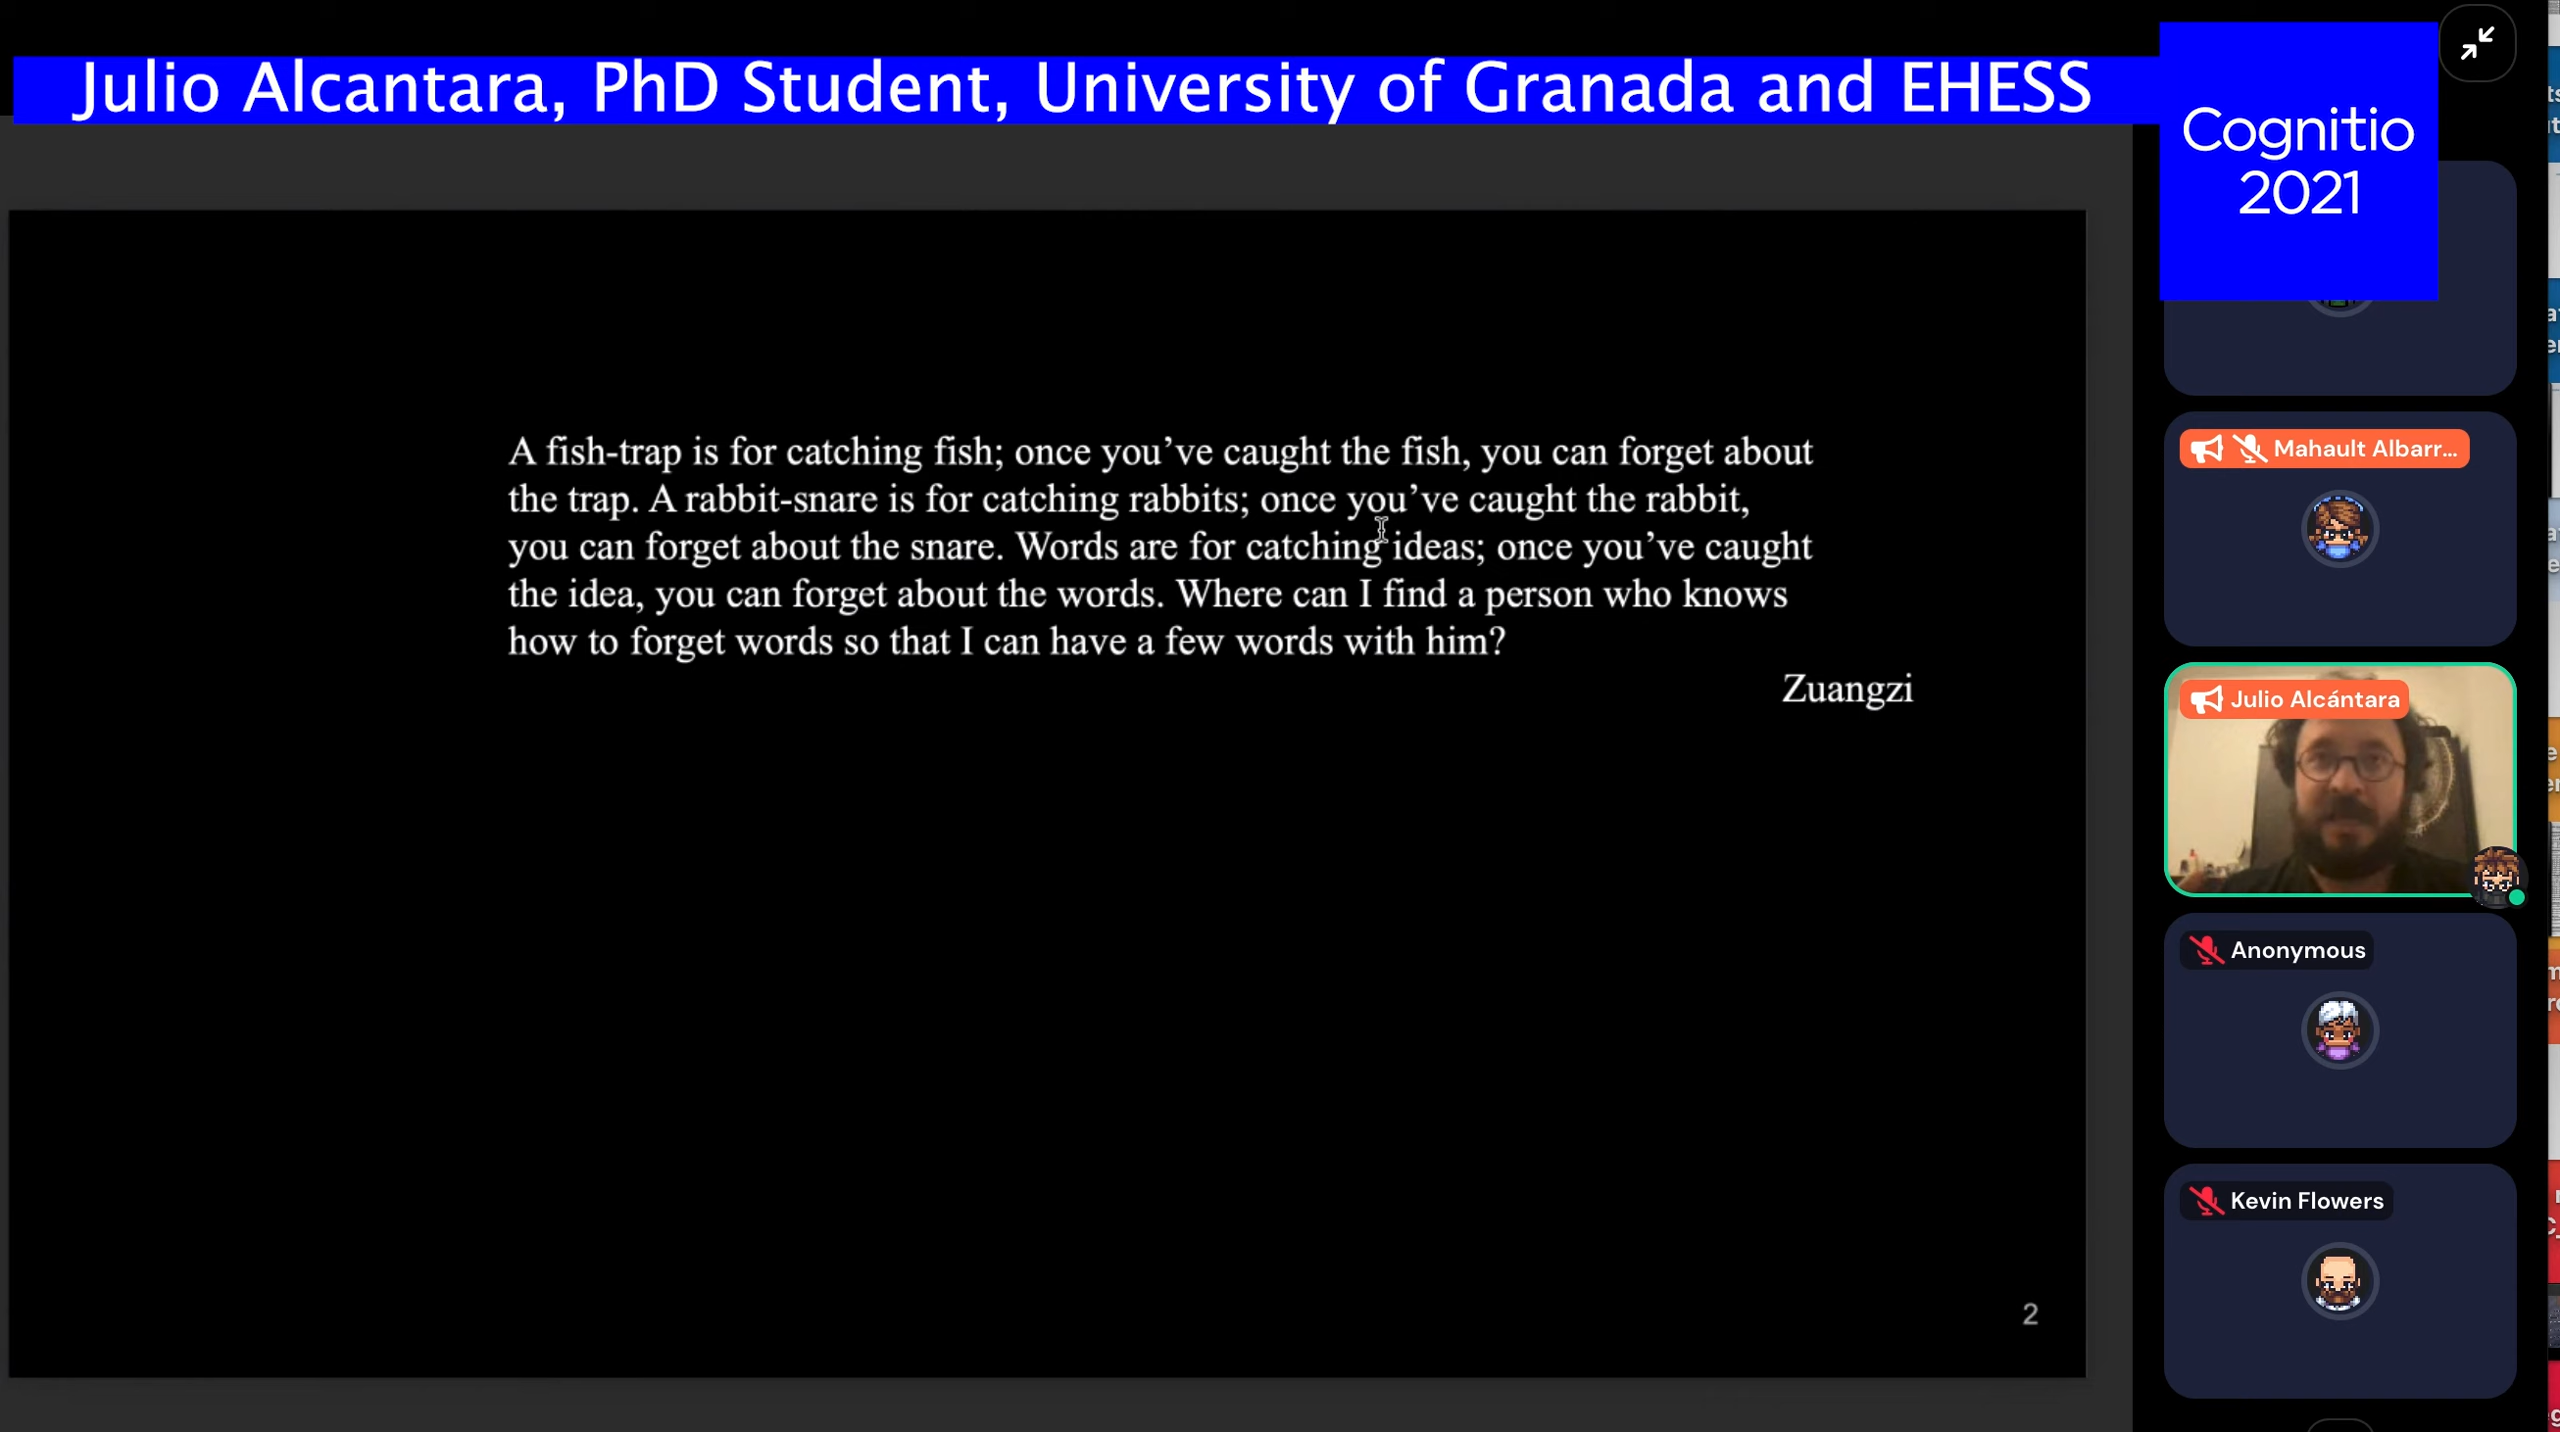 Julio Alcantara, PhD Student, University of Granada and EHESS
Cognitio
2021
A fish-trap is for catching fish; once you’ve caught the fish, you can forget about
the trap. A rabbit-snare is for catching rabbits; once you’ve caught the rabbit,
you can forget about the snare. Words are for catching ideas; once you’ve caught
the idea, you can forget about the words. Where can I find a person who knows
how to forget words so that I can have a few words with him?
Zuangzi
2
Mahault Albarr...
Julio Alcántara
Anonymous
Kevin Flowers